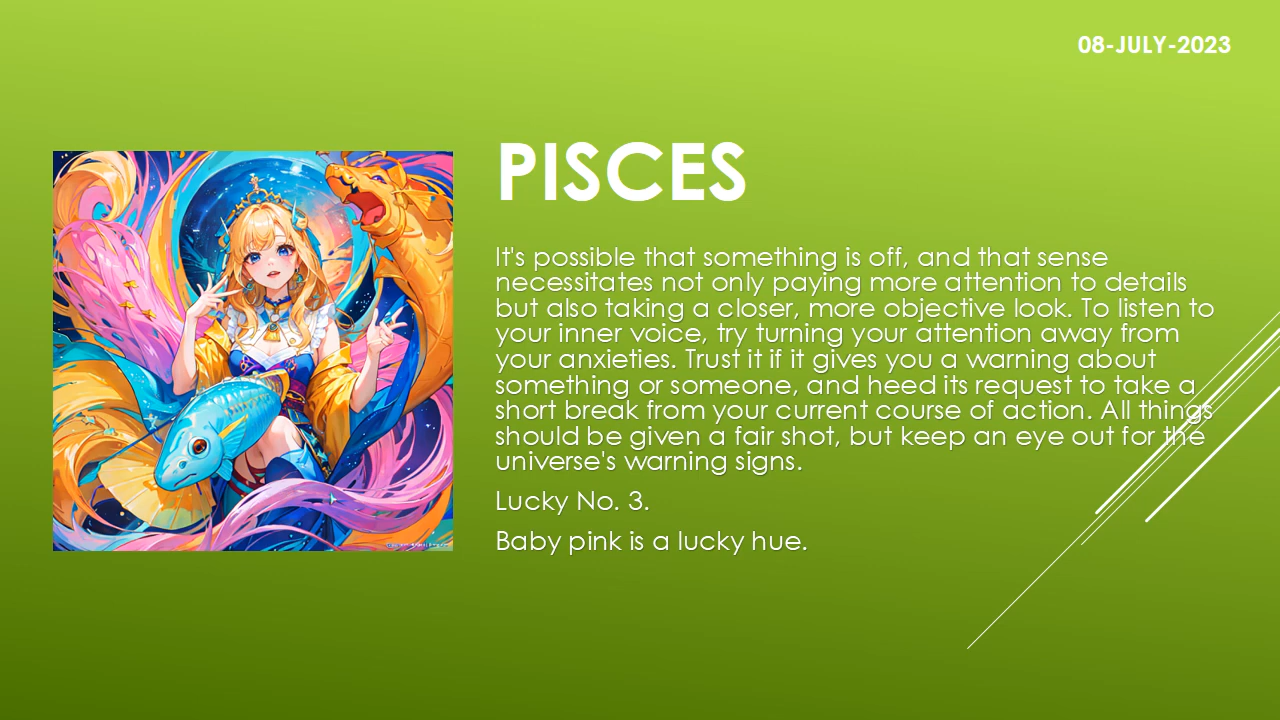 08-JULY-2023
PISCES
It's possible that something is off, and that sense
necessitates not only paying more attention to details
but also taking a closer, more objective look. To listen to
your inner voice, try turning your attention away from
your anxieties. Trust it if it gives you a warning about
something or someone, and heed its request to take a
short break from your current course of action. All things
should be given a fair shot, but keep an eye out for the
universe's warning signs.
Lucky No. 3.
Baby pink is a lucky hue.